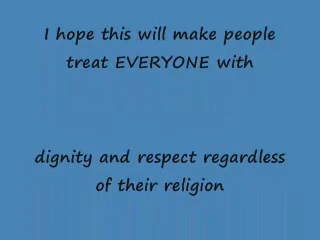 I hope this will make people
treat EVERYONE with
dignity and respect regardless
of their religion